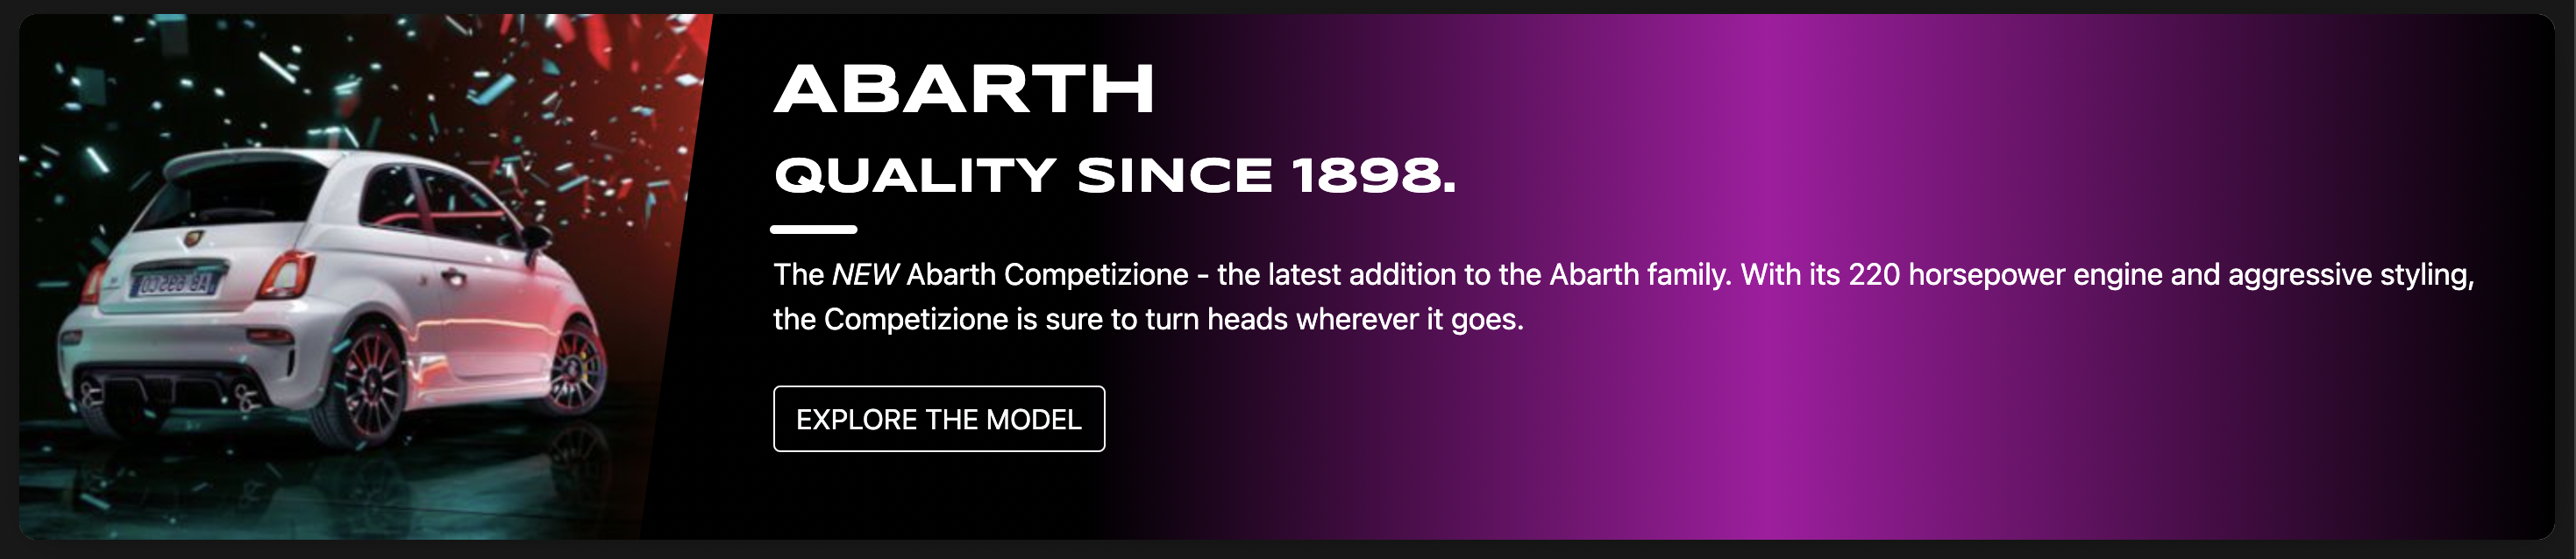 ABARTH
QUALITY SINCE 1898.
The NEW Abarth Competizione - the latest addition to the Abarth family. With its 220 horsepower engine and aggressive styling,
the Competizione is sure to turn heads wherever it goes.
EXPLORE THE MODEL